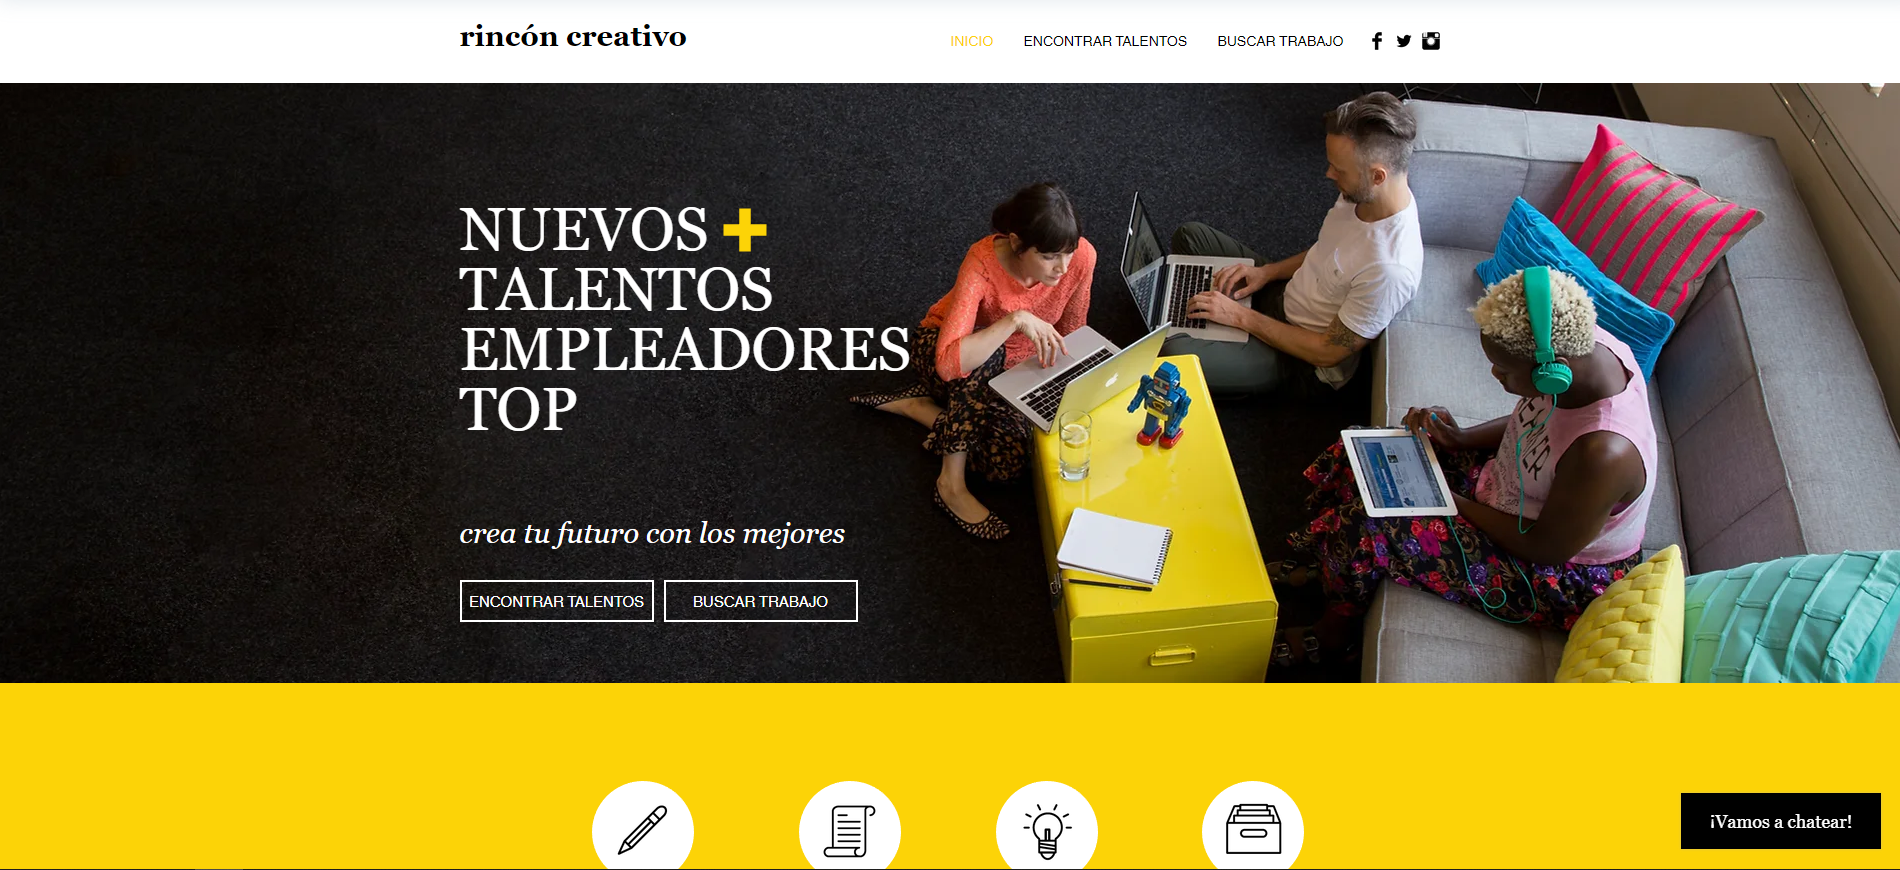 rincón creativo
INICIO ENCONTRAR TALENTOS BUSCAR TRABAJO
NUEVOS +
TALENTOS
EMPLEADORES
TOP
crea tu futuro con los mejores
ENCONTRAR TALENTOS BUSCAR TRABAJO
¡Vamos a chatear!